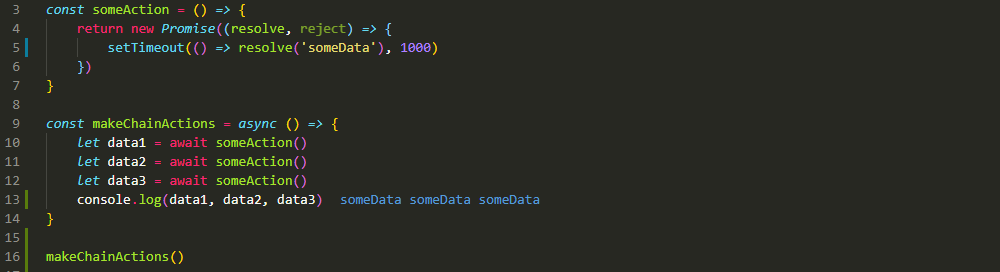 3 const someAction = () => {
4     return new Promise((resolve, reject) => {
5         setTimeout(() => resolve('someData'), 1000)
6     })
7 }
8
9 const makeChainActions = async () => {
10     let data1 = await someAction()
11     let data2 = await someAction()
12     let data3 = await someAction()
13     console.log(data1, data2, data3)  someData someData someData
14 }
15
16 makeChainActions()